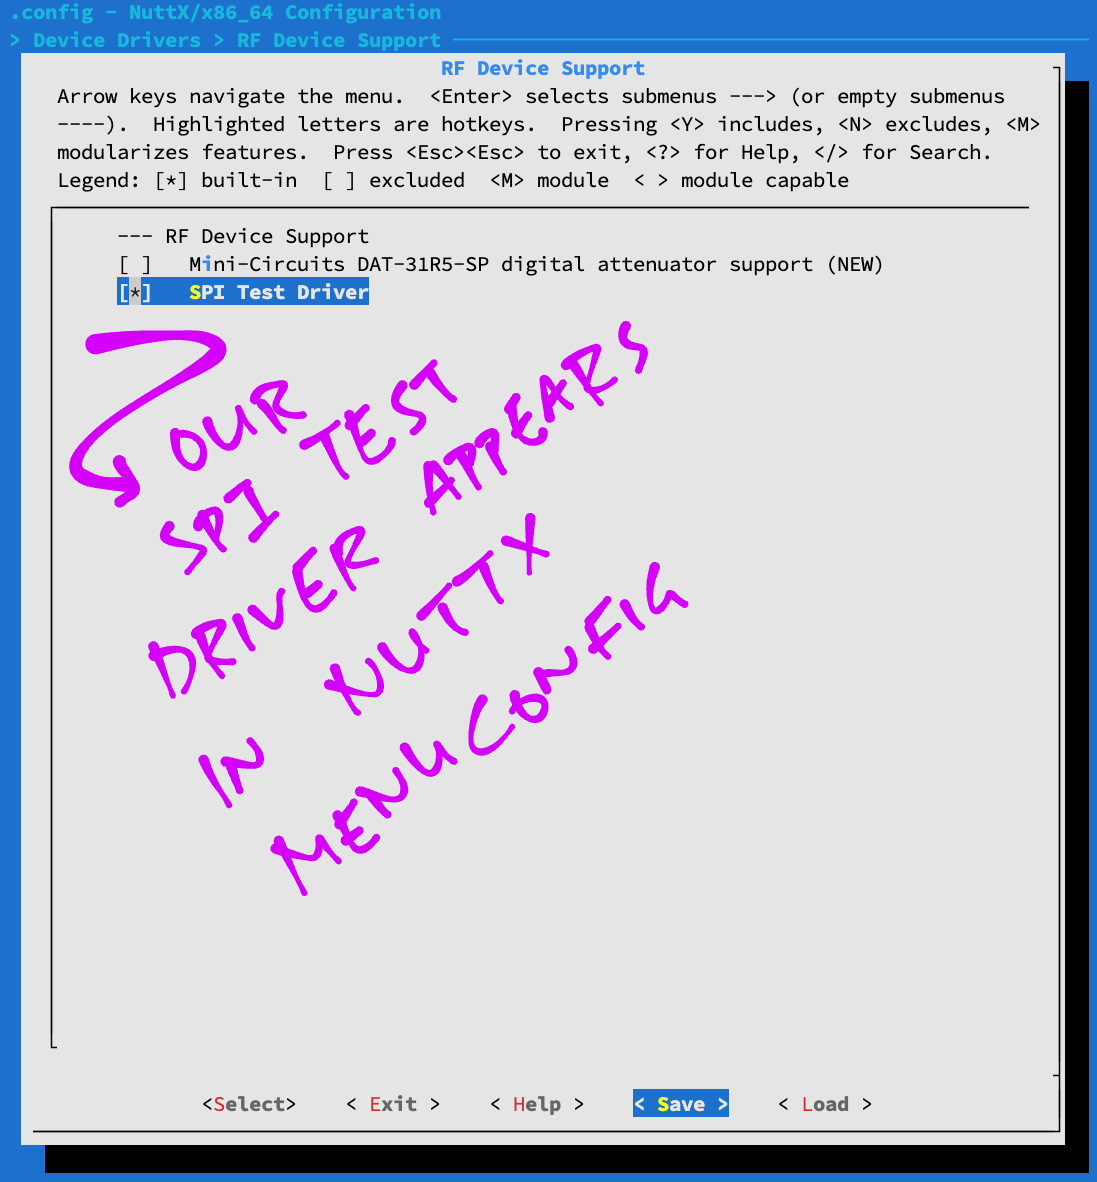 .config - NuttX/x86_64 Configuration
> Device Drivers > RF Device Support
RF Device Support
Arrow keys navigate the menu.  <Enter> selects submenus ---> (or empty submenus
----).  Highlighted letters are hotkeys.  Pressing <Y> includes, <N> excludes, <M>
modularizes features.  Press <Esc><Esc> to exit, <?> for Help, </> for Search.
Legend: [*] built-in  [ ] excluded  <M> module  < > module capable
--- RF Device Support
[ ]   Mini-Circuits DAT-31R5-SP digital attenuator support (NEW)
[*]   SPI Test Driver
OUR
SPI TEST
DRIVER APPEARS
IN NUTTX
MENUCONFIG
<Select>    < Exit >    < Help >    < Save >    < Load >